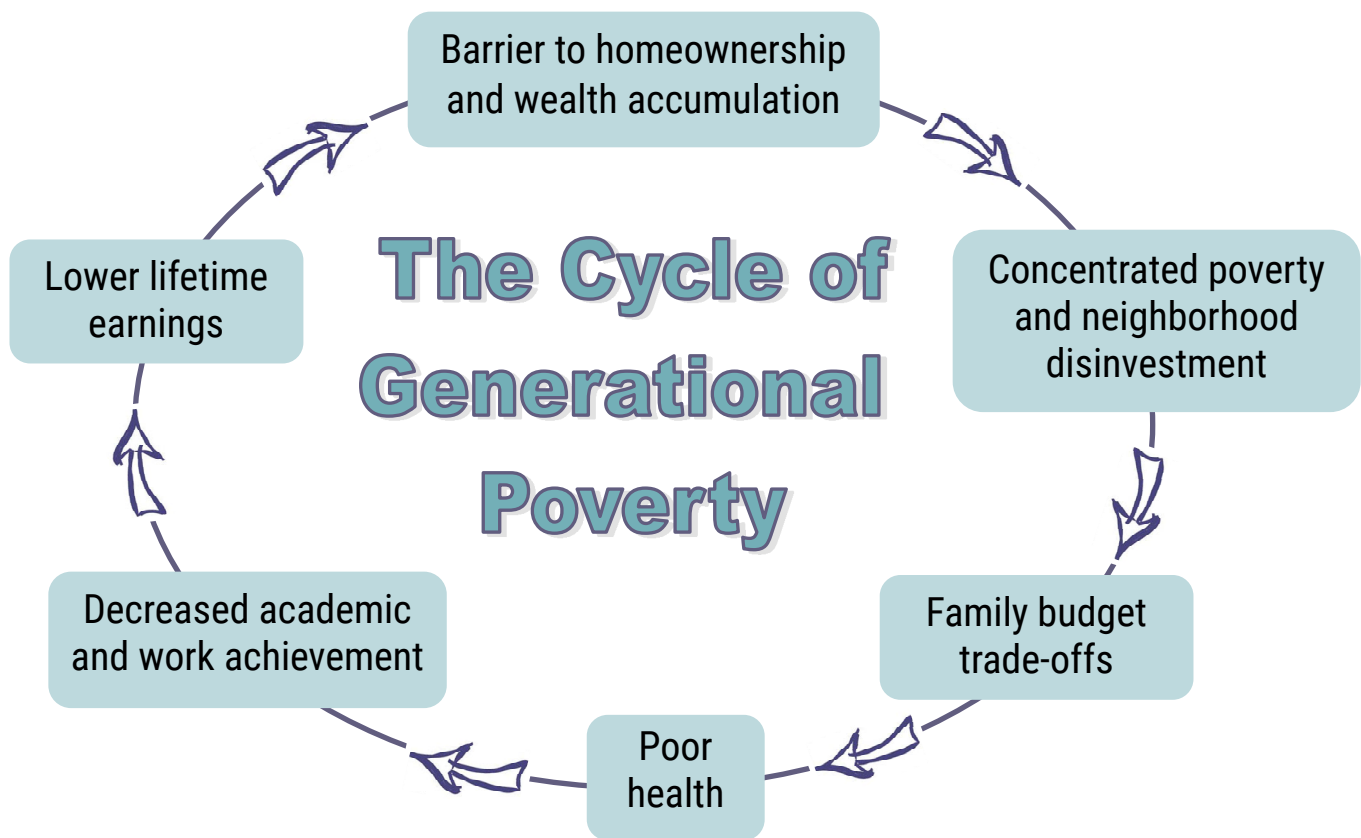 The Cycle of
Generational
Poverty
Barrier to homeownership
and wealth accumulation
Concentrated poverty
and neighborhood
disinvestment
Family budget
trade-offs
Poor
health
Decreased academic
and work achievement
Lower lifetime
earnings